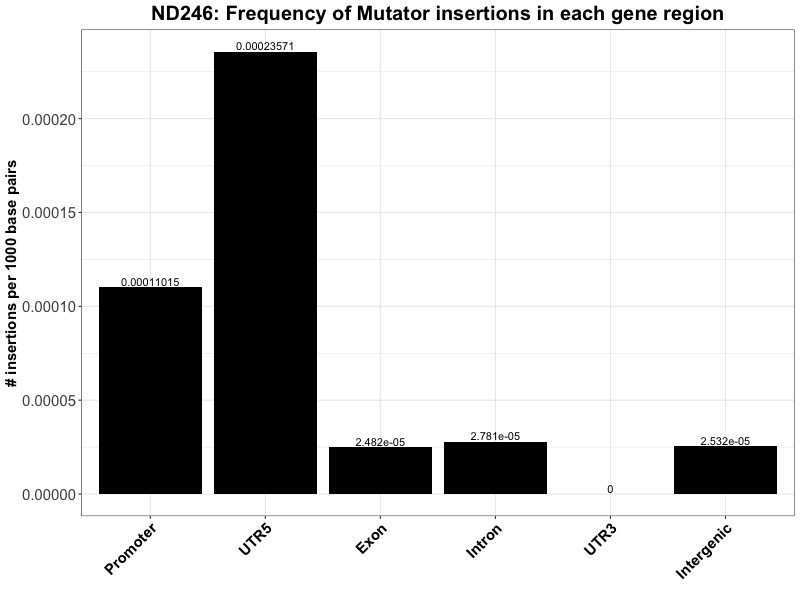 ND246: Frequency of Mutator insertions in each gene region
# insertions per 1000 base pairs
0.00020
0.00015
0.00010
0.00005
0.00000
0.00011015
0.00023571
2.482e-05
2.781e-05
0
2.532e-05
Promoter
UTR5
Exon
Intron
UTR3
Intergenic